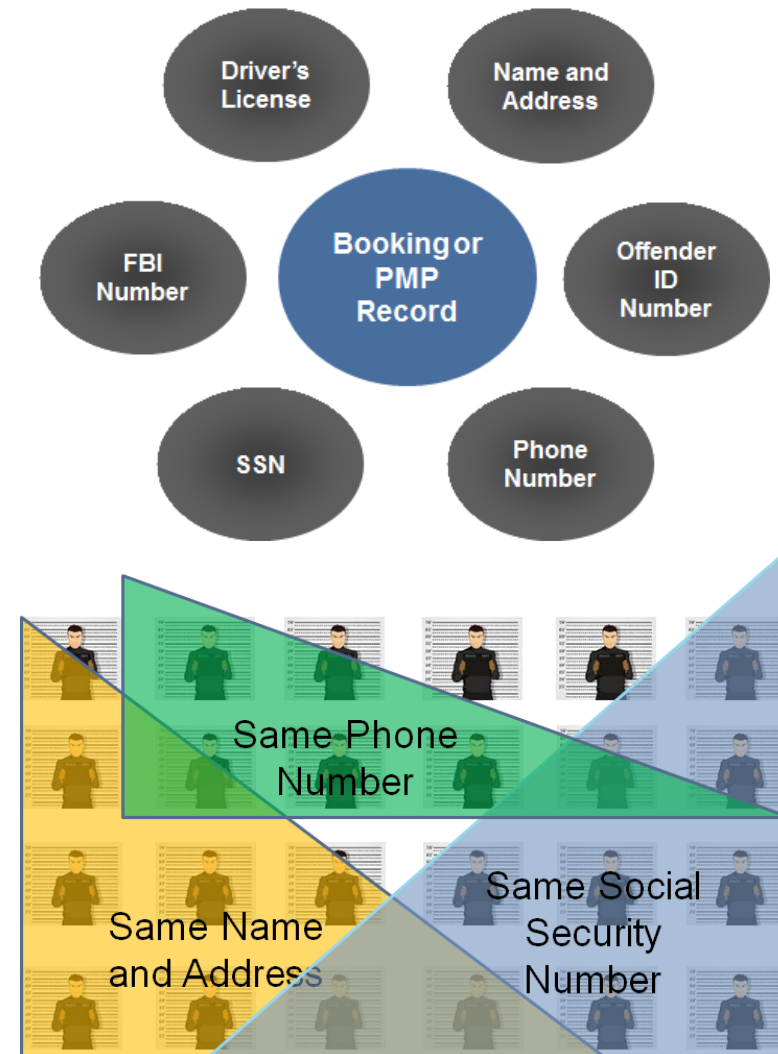 Driver's
License
Name and
Address
FBI
Number
Booking or
PMP
Record
Offender
ID
Number
SSN
Phone
Number
Same Phone
Number
Same Name
and Address
Same Social
Security
Number